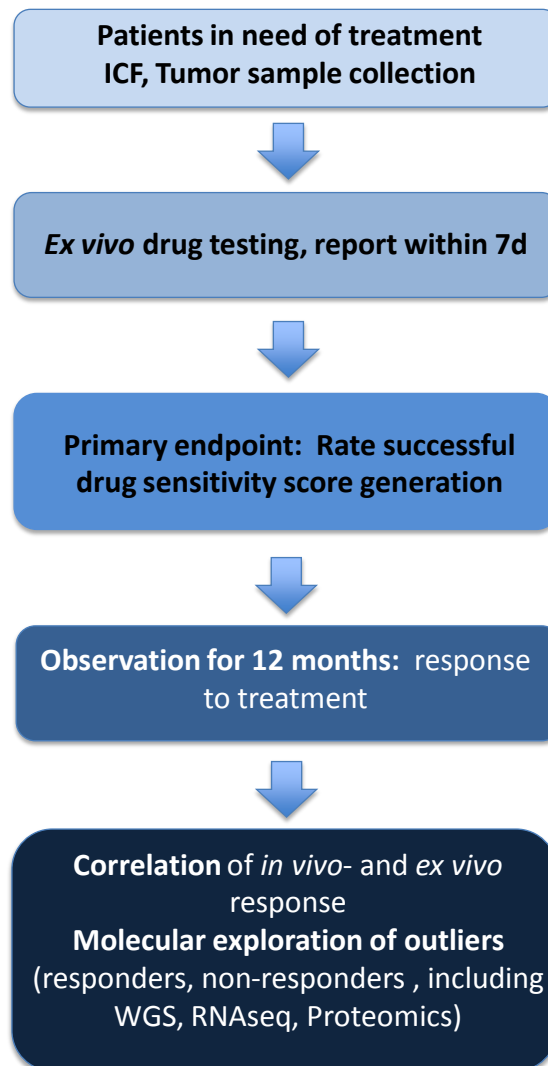 Patients in need of treatment
ICF, Tumor sample collection
Ex vivo drug testing, report within 7d
Primary endpoint: Rate successful
drug sensitivity score generation
Observation for 12 months: response
to treatment
Correlation of in vivo- and ex vivo
response
Molecular exploration of outliers
(responders, non-responders , including
WGS, RNAseq, Proteomics)